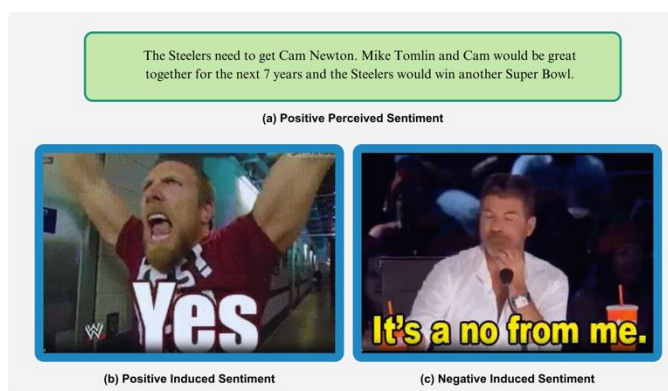 The Steelers need to get Cam Newton. Mike Tomlin and Cam would be great
together for the next 7 years and the Steelers would win another Super Bowl.
(a) Positive Perceived Sentiment
Yes
W
It's a no from me.
(b) Positive Induced Sentiment
(c) Negative Induced Sentiment